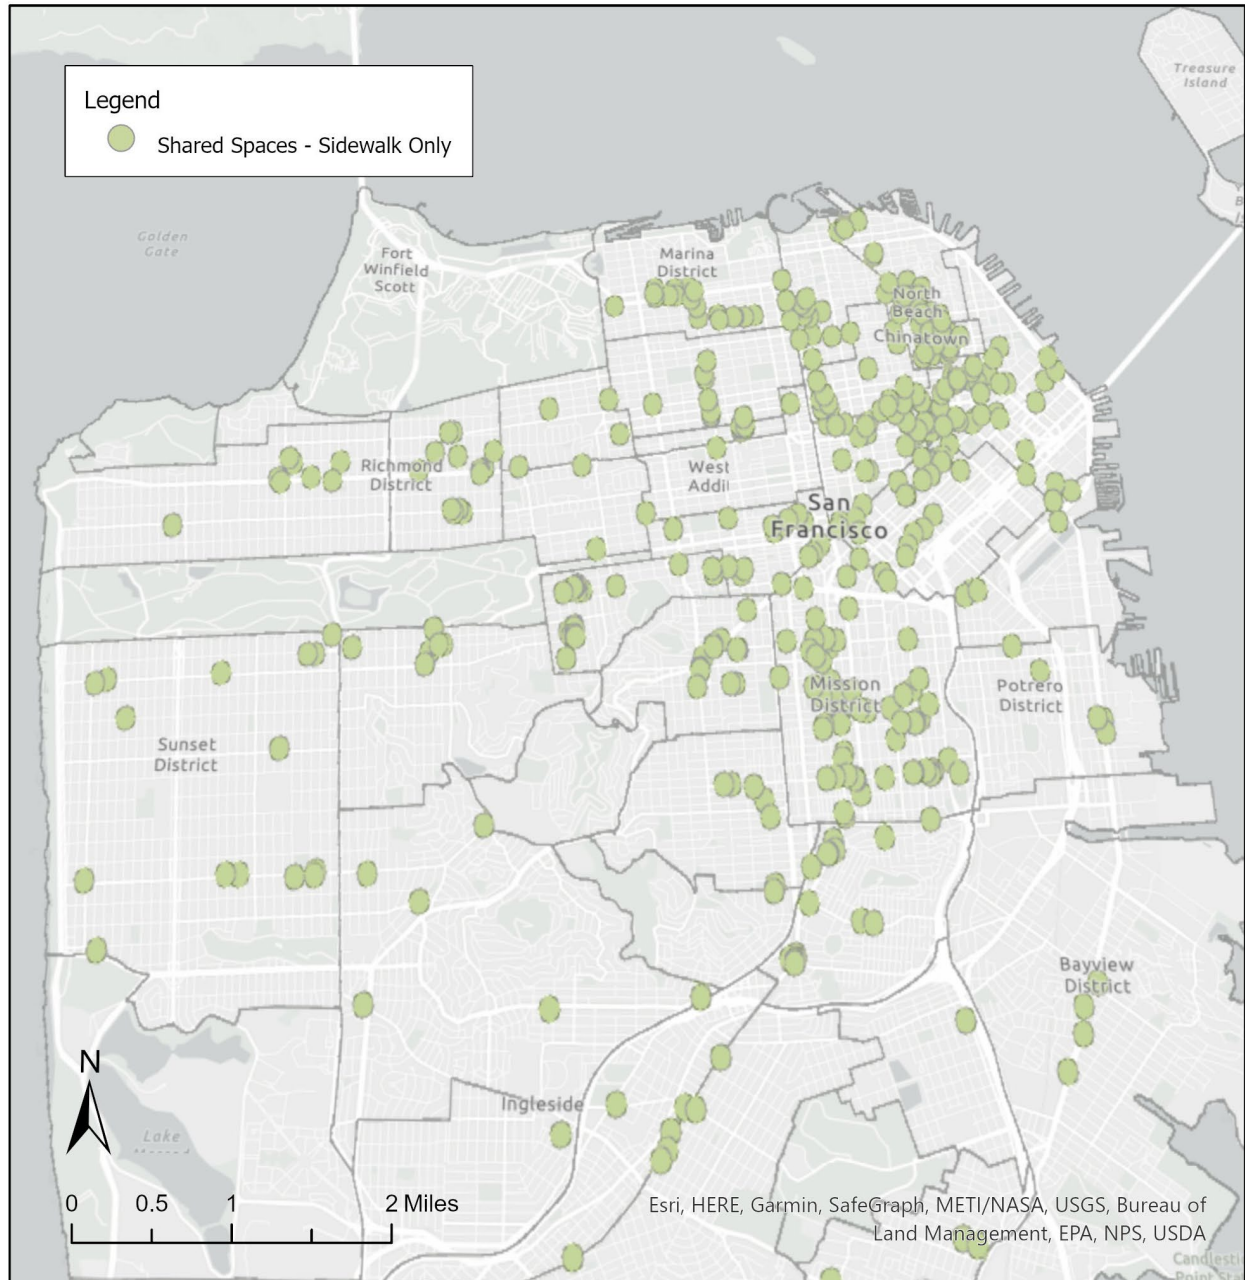 Legend
Shared Spaces - Sidewalk Only
Treasure
Island
Golden
Gate
Fort
Winfield
Scott
Marina
District
North
Beach
Chinatown
Richmond
District
West
San
Francisco
Mission
District
Potrero
District
Sunset
District
Bayview
District
Ingleside
N
Lake
0 0.5 1 2 Miles
Esri, HERE, Garmin, SafeGraph, METI/NASA, USGS, Bureau of
Land Management, EPA, NPS, USDA